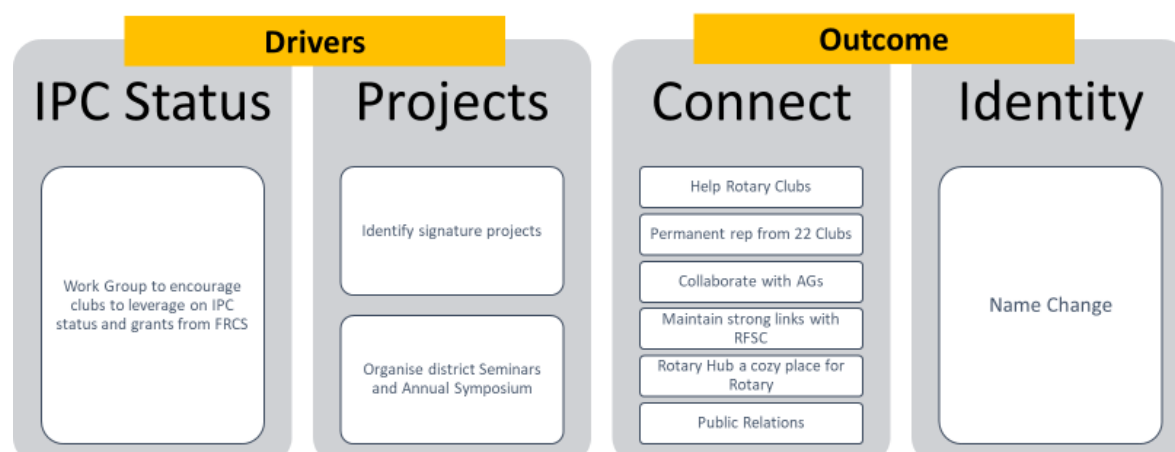 Drivers
Outcome
IPC Status
Projects
Connect
Identity
Work Group to encourage
clubs to leverage on IPC
status and grants from FRCS
Identify signature projects
Organise district Seminars
and Annual Symposium
Help Rotary Clubs
Permanent rep from 22 Clubs
Collaborate with AGs
Maintain strong links with
RFSC
Rotary Hub a cozy place for
Rotary
Public Relations
Name Change